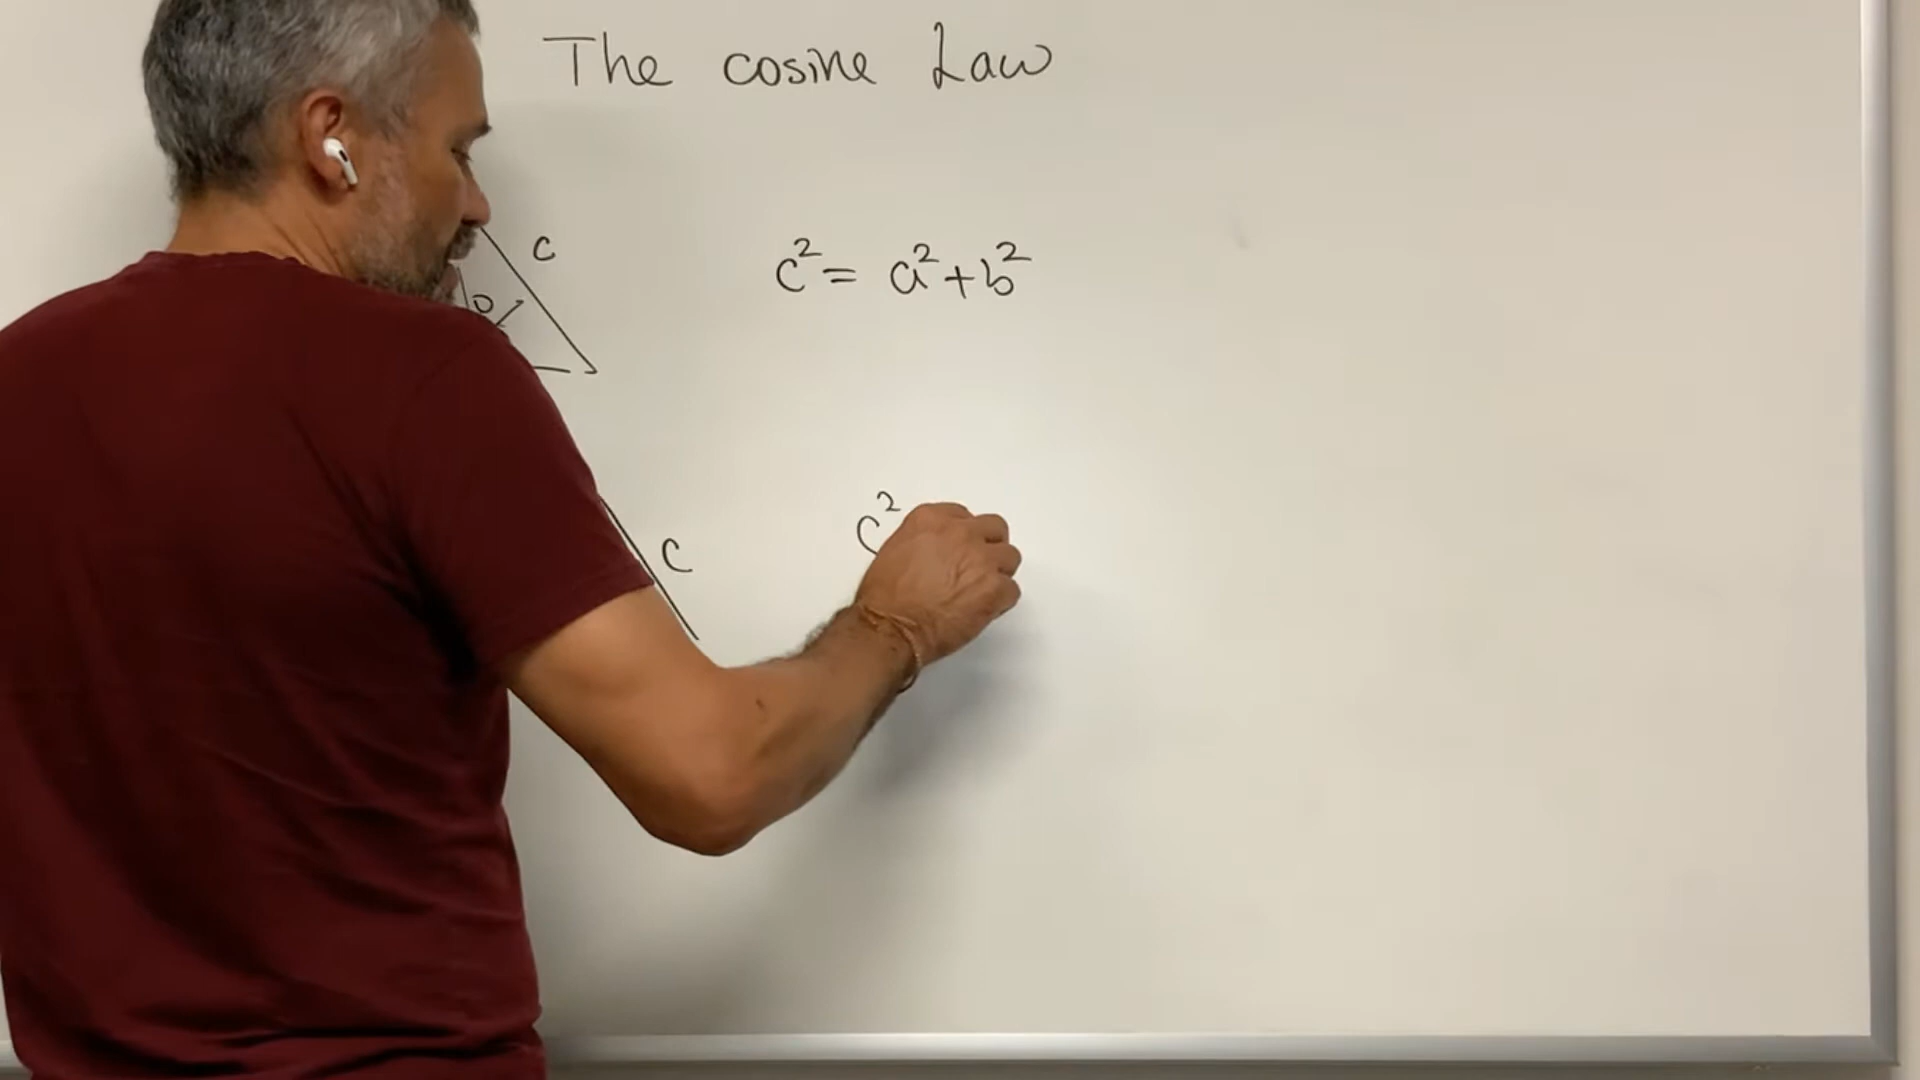 The cosine Law
c
c² = a² + b²
c²
c